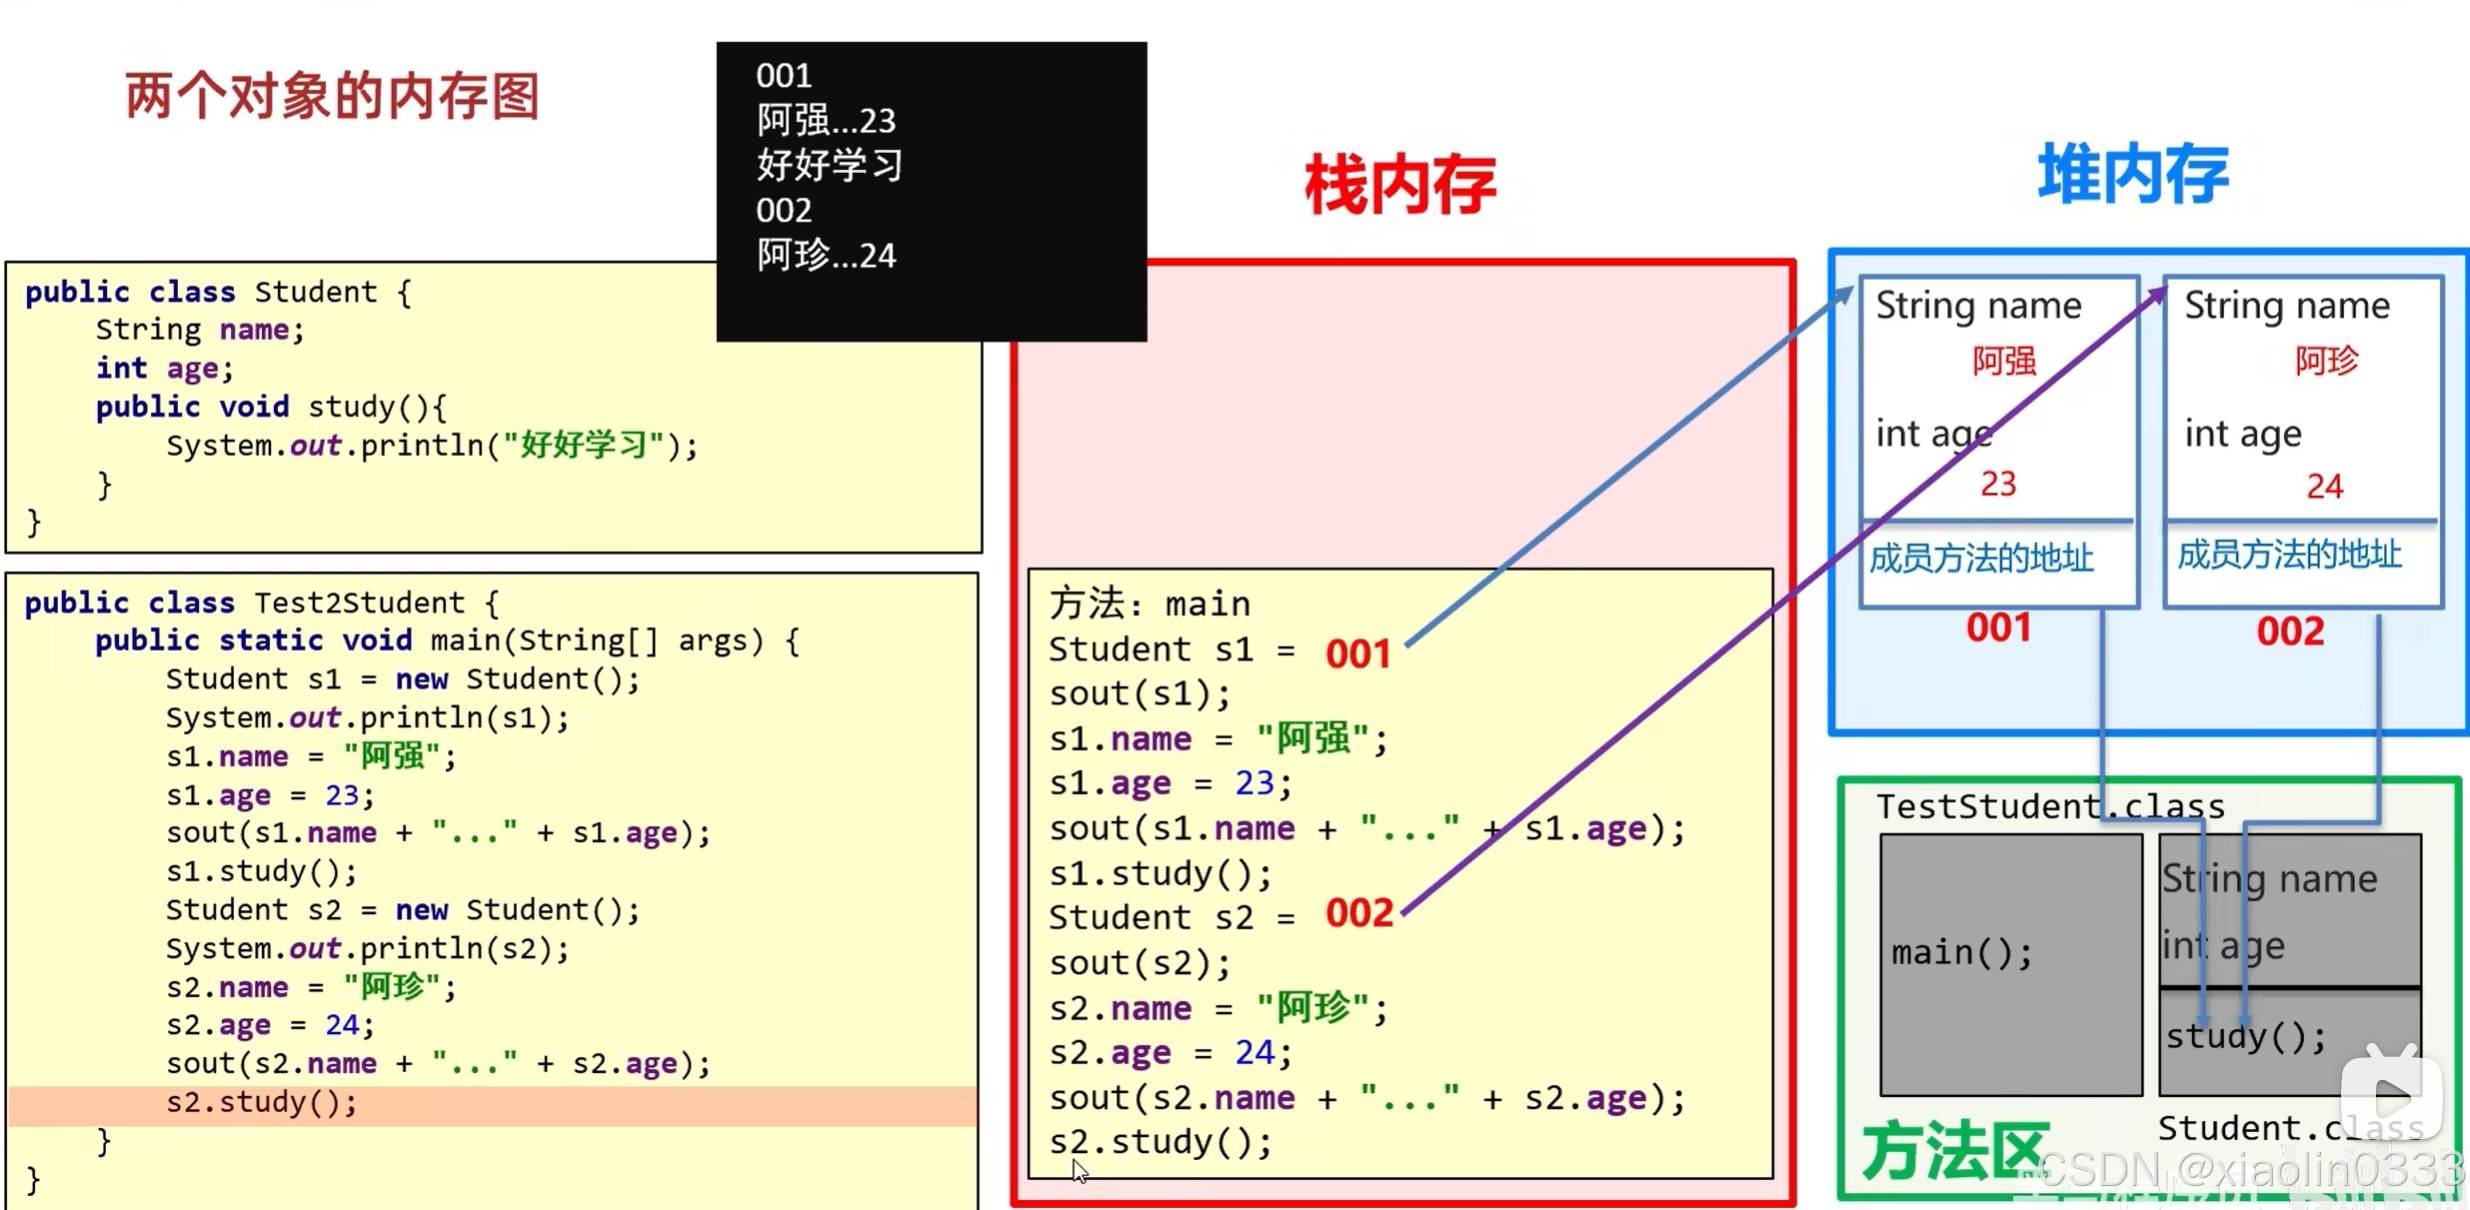 两个对象的内存图
001
阿强...23
好好学习
002
阿珍...24
public class Student {
String name;
int age;
public void study(){
System.out.println("好好学习");
}
}
public class Test2Student {
public static void main(String[] args) {
Student s1 = new Student();
System.out.println(s1);
s1.name = "阿强";
s1.age = 23;
sout(s1.name + "..." + s1.age);
s1.study();
Student s2 = new Student();
System.out.println(s2);
s2.name = "阿珍";
s2.age = 24;
sout(s2.name + "..." + s2.age);
s2.study();
}
}
栈内存
方法：main
Student s1 = 001
sout(s1);
s1.name = "阿强";
s1.age = 23;
sout(s1.name + "..." + s1.age);
s1.study();
Student s2 = 002
sout(s2);
s2.name = "阿珍";
s2.age = 24;
sout(s2.name + "..." + s2.age);
s2.study();
堆内存
String name
阿强
int age
23
成员方法的地址
001
String name
阿珍
int age
24
成员方法的地址
002
TestStudent.class
main();
String name
int age
study();
Student.class
方法区
CSDN @xiaolin0333